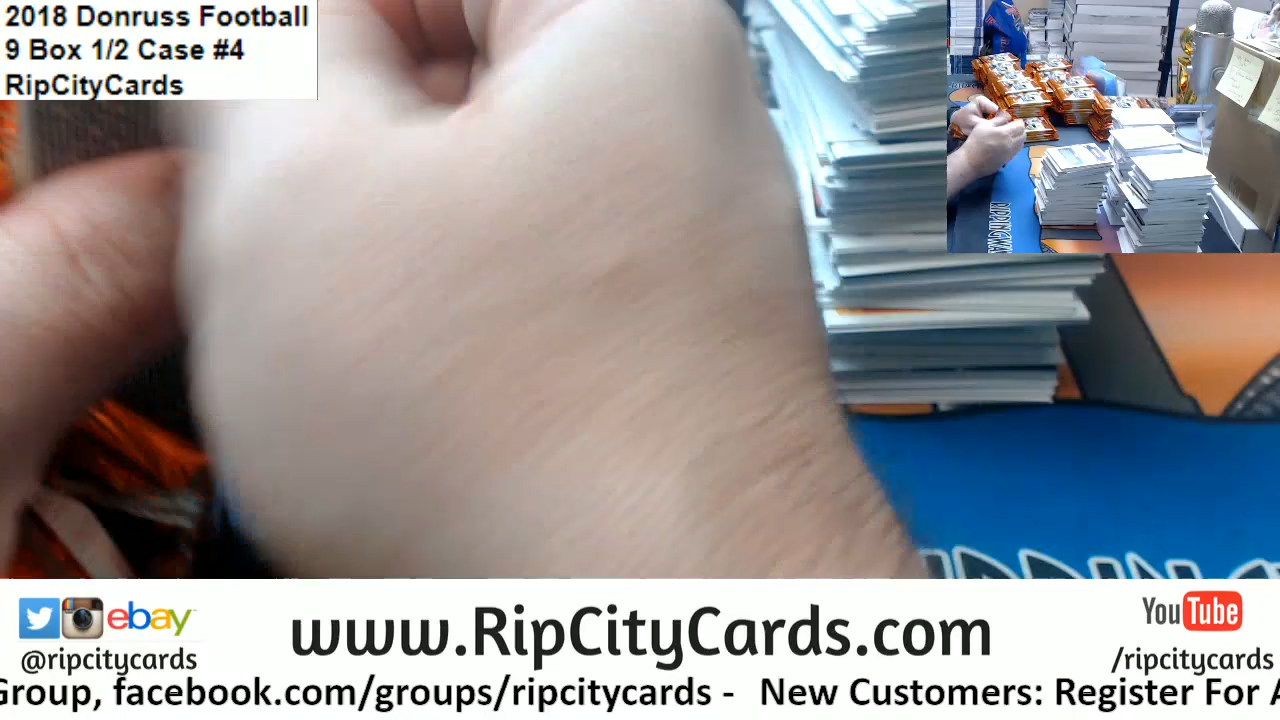 2018 Donruss Football
9 Box 1/2 Case #4
RipCityCards
ebay
@ripcitycards
www.RipCityCards.com
YouTube
/ripcitycards
Group, facebook.com/groups/ripcitycards - New Customers: Register For A